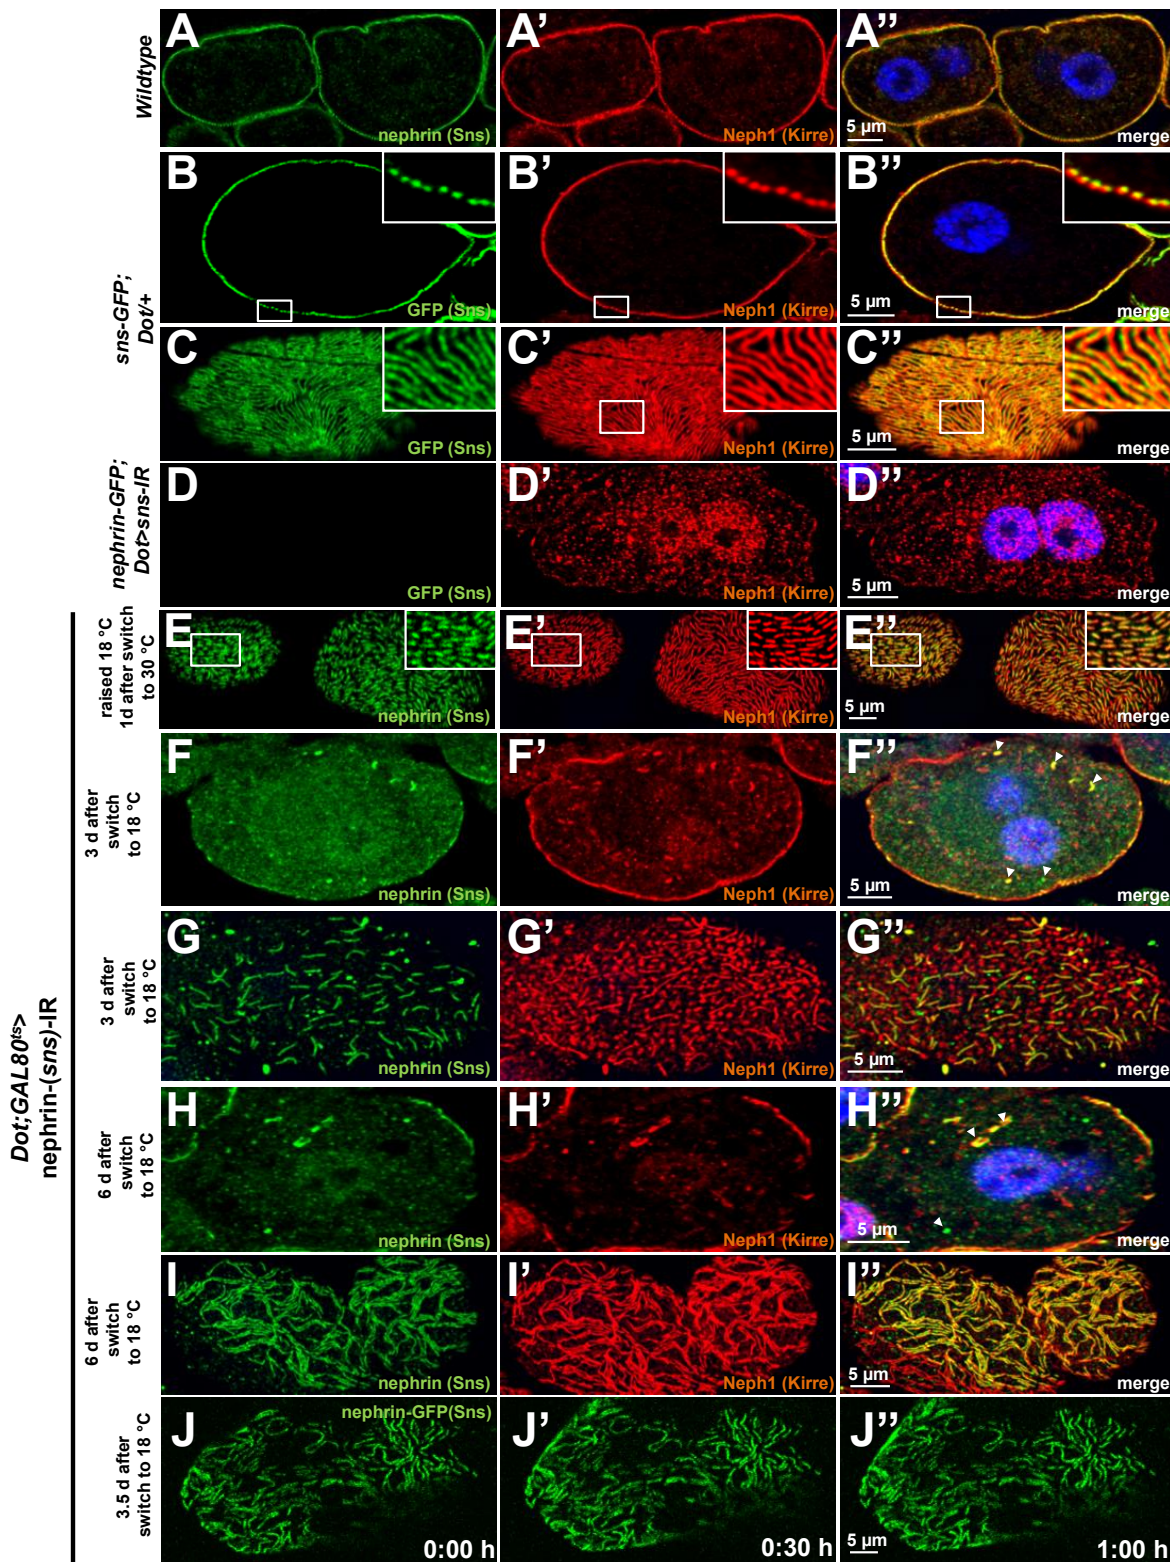 Wildtype
A
nephrin (Sns)
A'
Neph1 (Kirre)
A''
5 µm
merge
sns-GFP;
Dot/+
B
GFP (Sns)
B'
Neph1 (Kirre)
B''
5 µm
merge
C
GFP (Sns)
C'
Neph1 (Kirre)
C''
5 µm
merge
nephrin-GFP;
Dot>sns-IR
D
GFP (Sns)
D'
Neph1 (Kirre)
D''
5 µm
merge
Dot;GAL80ts>
nephrin-(sns)-IR
raised 18 °C
1d after switch
to 30 °C
E
nephrin (Sns)
E'
Neph1 (Kirre)
E''
5 µm
merge
3 d after
switch
to 18 °C
F
nephrin (Sns)
F'
Neph1 (Kirre)
F''
5 µm
merge
3 d after
switch
to 18 °C
G
nephrin (Sns)
G'
Neph1 (Kirre)
G''
5 µm
merge
6 d after
switch
to 18 °C
H
nephrin (Sns)
H'
Neph1 (Kirre)
H''
5 µm
merge
6 d after
switch
to 18 °C
I
nephrin (Sns)
I'
Neph1 (Kirre)
I''
5 µm
merge
3.5 d after
switch to 18 °C
nephrin-GFP(Sns)
J
0:00 h
J'
0:30 h
J''
5 µm
1:00 h